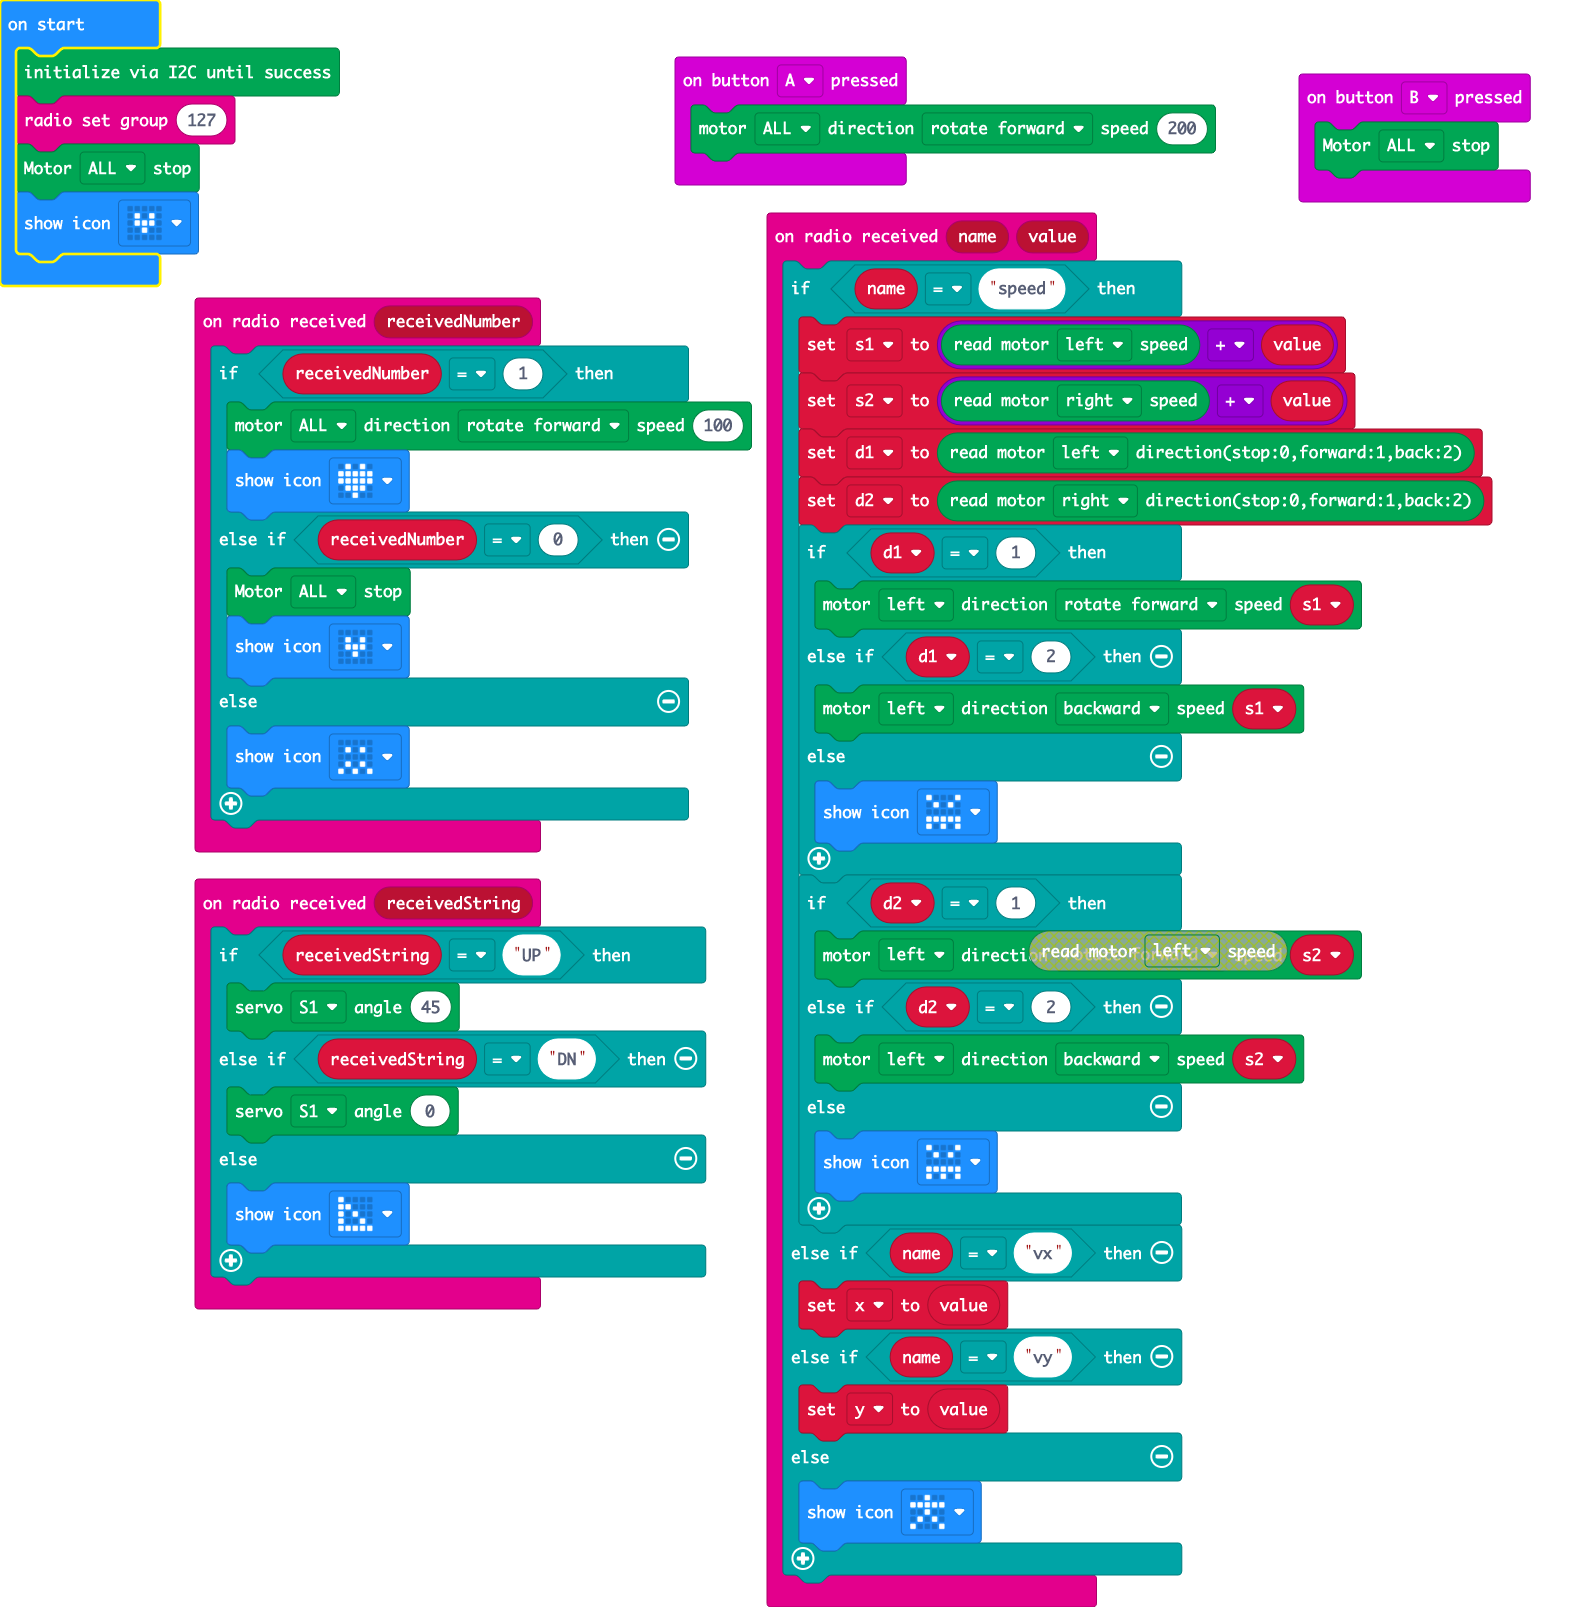 on start
initialize via I2C until success
radio set group 127
Motor ALL stop
show icon
on button A pressed
motor ALL direction rotate forward speed 200
on button B pressed
Motor ALL stop
on radio received receivedNumber
if receivedNumber = 1 then
motor ALL direction rotate forward speed 100
show icon
else if receivedNumber = 0 then
Motor ALL stop
show icon
else
show icon
on radio received receivedString
if receivedString = "UP" then
servo S1 angle 45
else if receivedString = "DN" then
servo S1 angle 0
else
show icon
on radio received name value
if name = "speed" then
set s1 to read motor left speed + value
set s2 to read motor right speed + value
set d1 to read motor left direction(stop:0,forward:1,back:2)
set d2 to read motor right direction(stop:0,forward:1,back:2)
if d1 = 1 then
motor left direction rotate forward speed s1
else if d1 = 2 then
motor left direction backward speed s1
else
show icon
if d2 = 1 then
motor left directi read motor left speed s2
else if d2 = 2 then
motor left direction backward speed s2
else
show icon
else if name = "vx" then
set x to value
else if name = "vy" then
set y to value
else
show icon